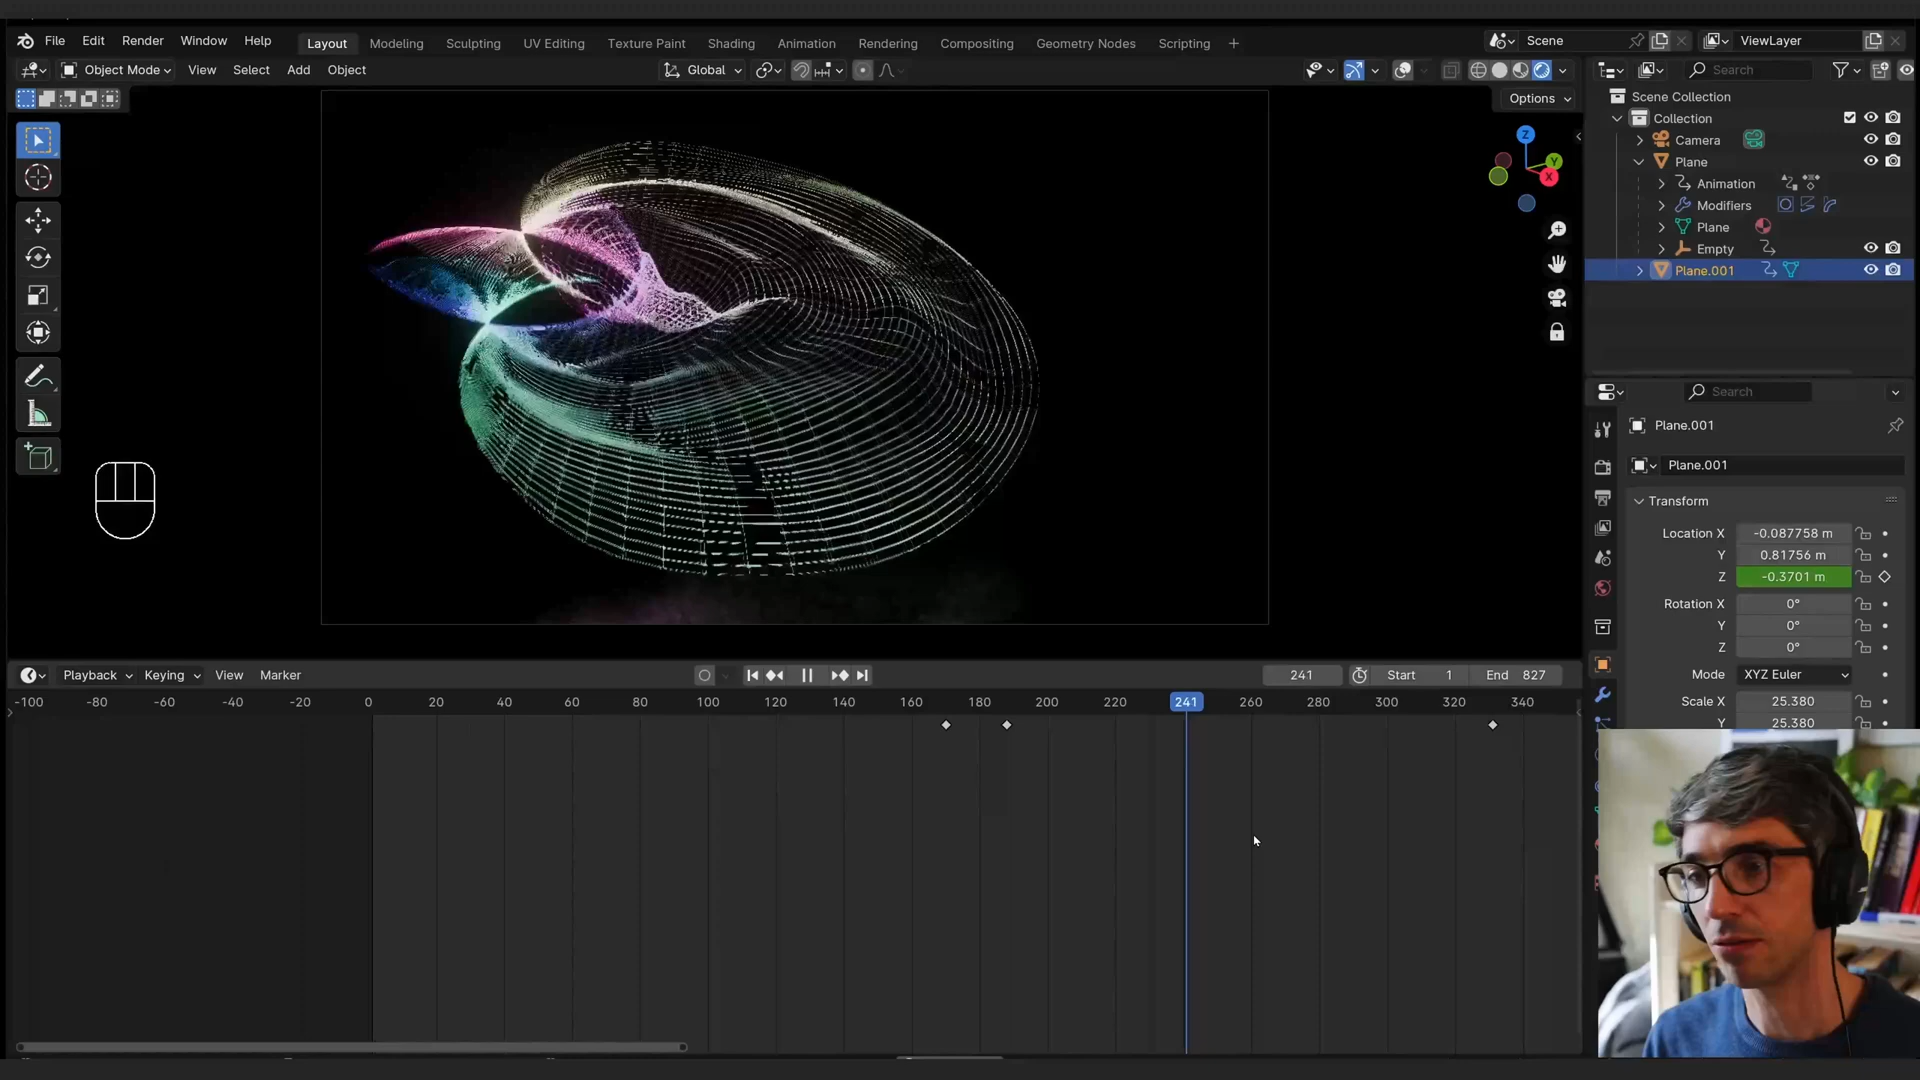 File Edit Render Window Help Layout Modeling Sculpting UV Editing Texture Paint Shading Animation Rendering Compositing Geometry Nodes Scripting + Scene ViewLayer
Object Mode View Select Add Object Global Search
Options
Scene Collection
Collection
Camera
Plane
Animation
Modifiers
Plane
Empty
Plane.001
Z
Y
X
Search
Plane.001
Plane.001
Transform
Location X -0.087758 m
Y 0.81756 m
Z -0.3701 m
Rotation X 0°
Y 0°
Z 0°
Mode XYZ Euler
Scale X 25.380
Y 25.380
Playback Keying View Marker 241 Start 1 End 827
-100 -80 -60 -40 -20 0 20 40 60 80 100 120 140 160 180 200 220 241 260 280 300 320 340